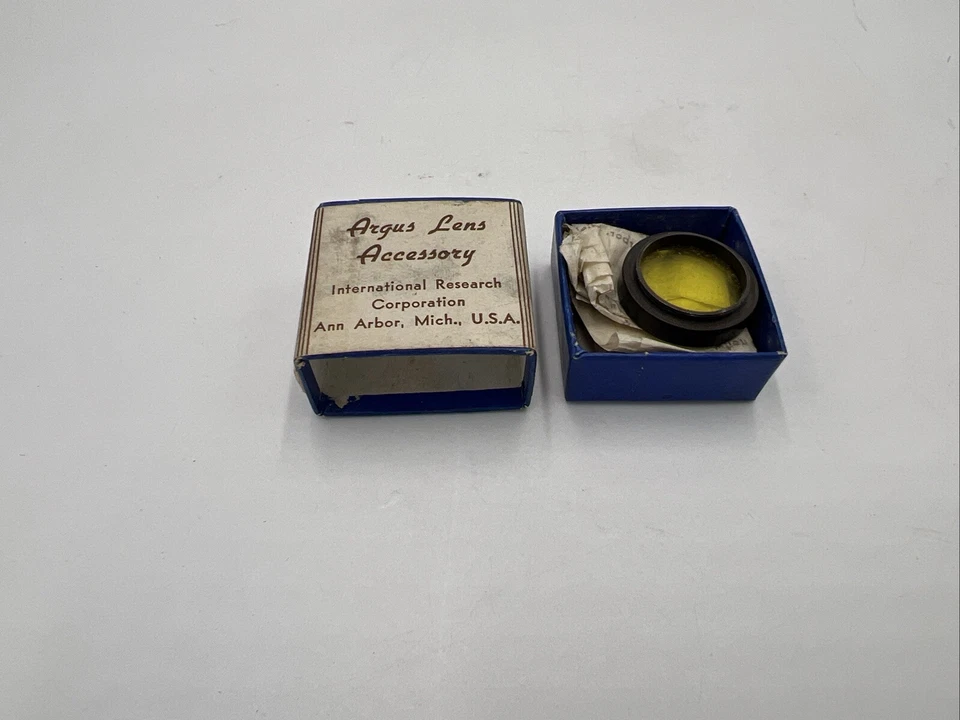 Argus Lens
Accessory
International Research
Corporation
Ann Arbor, Mich., U.S.A.